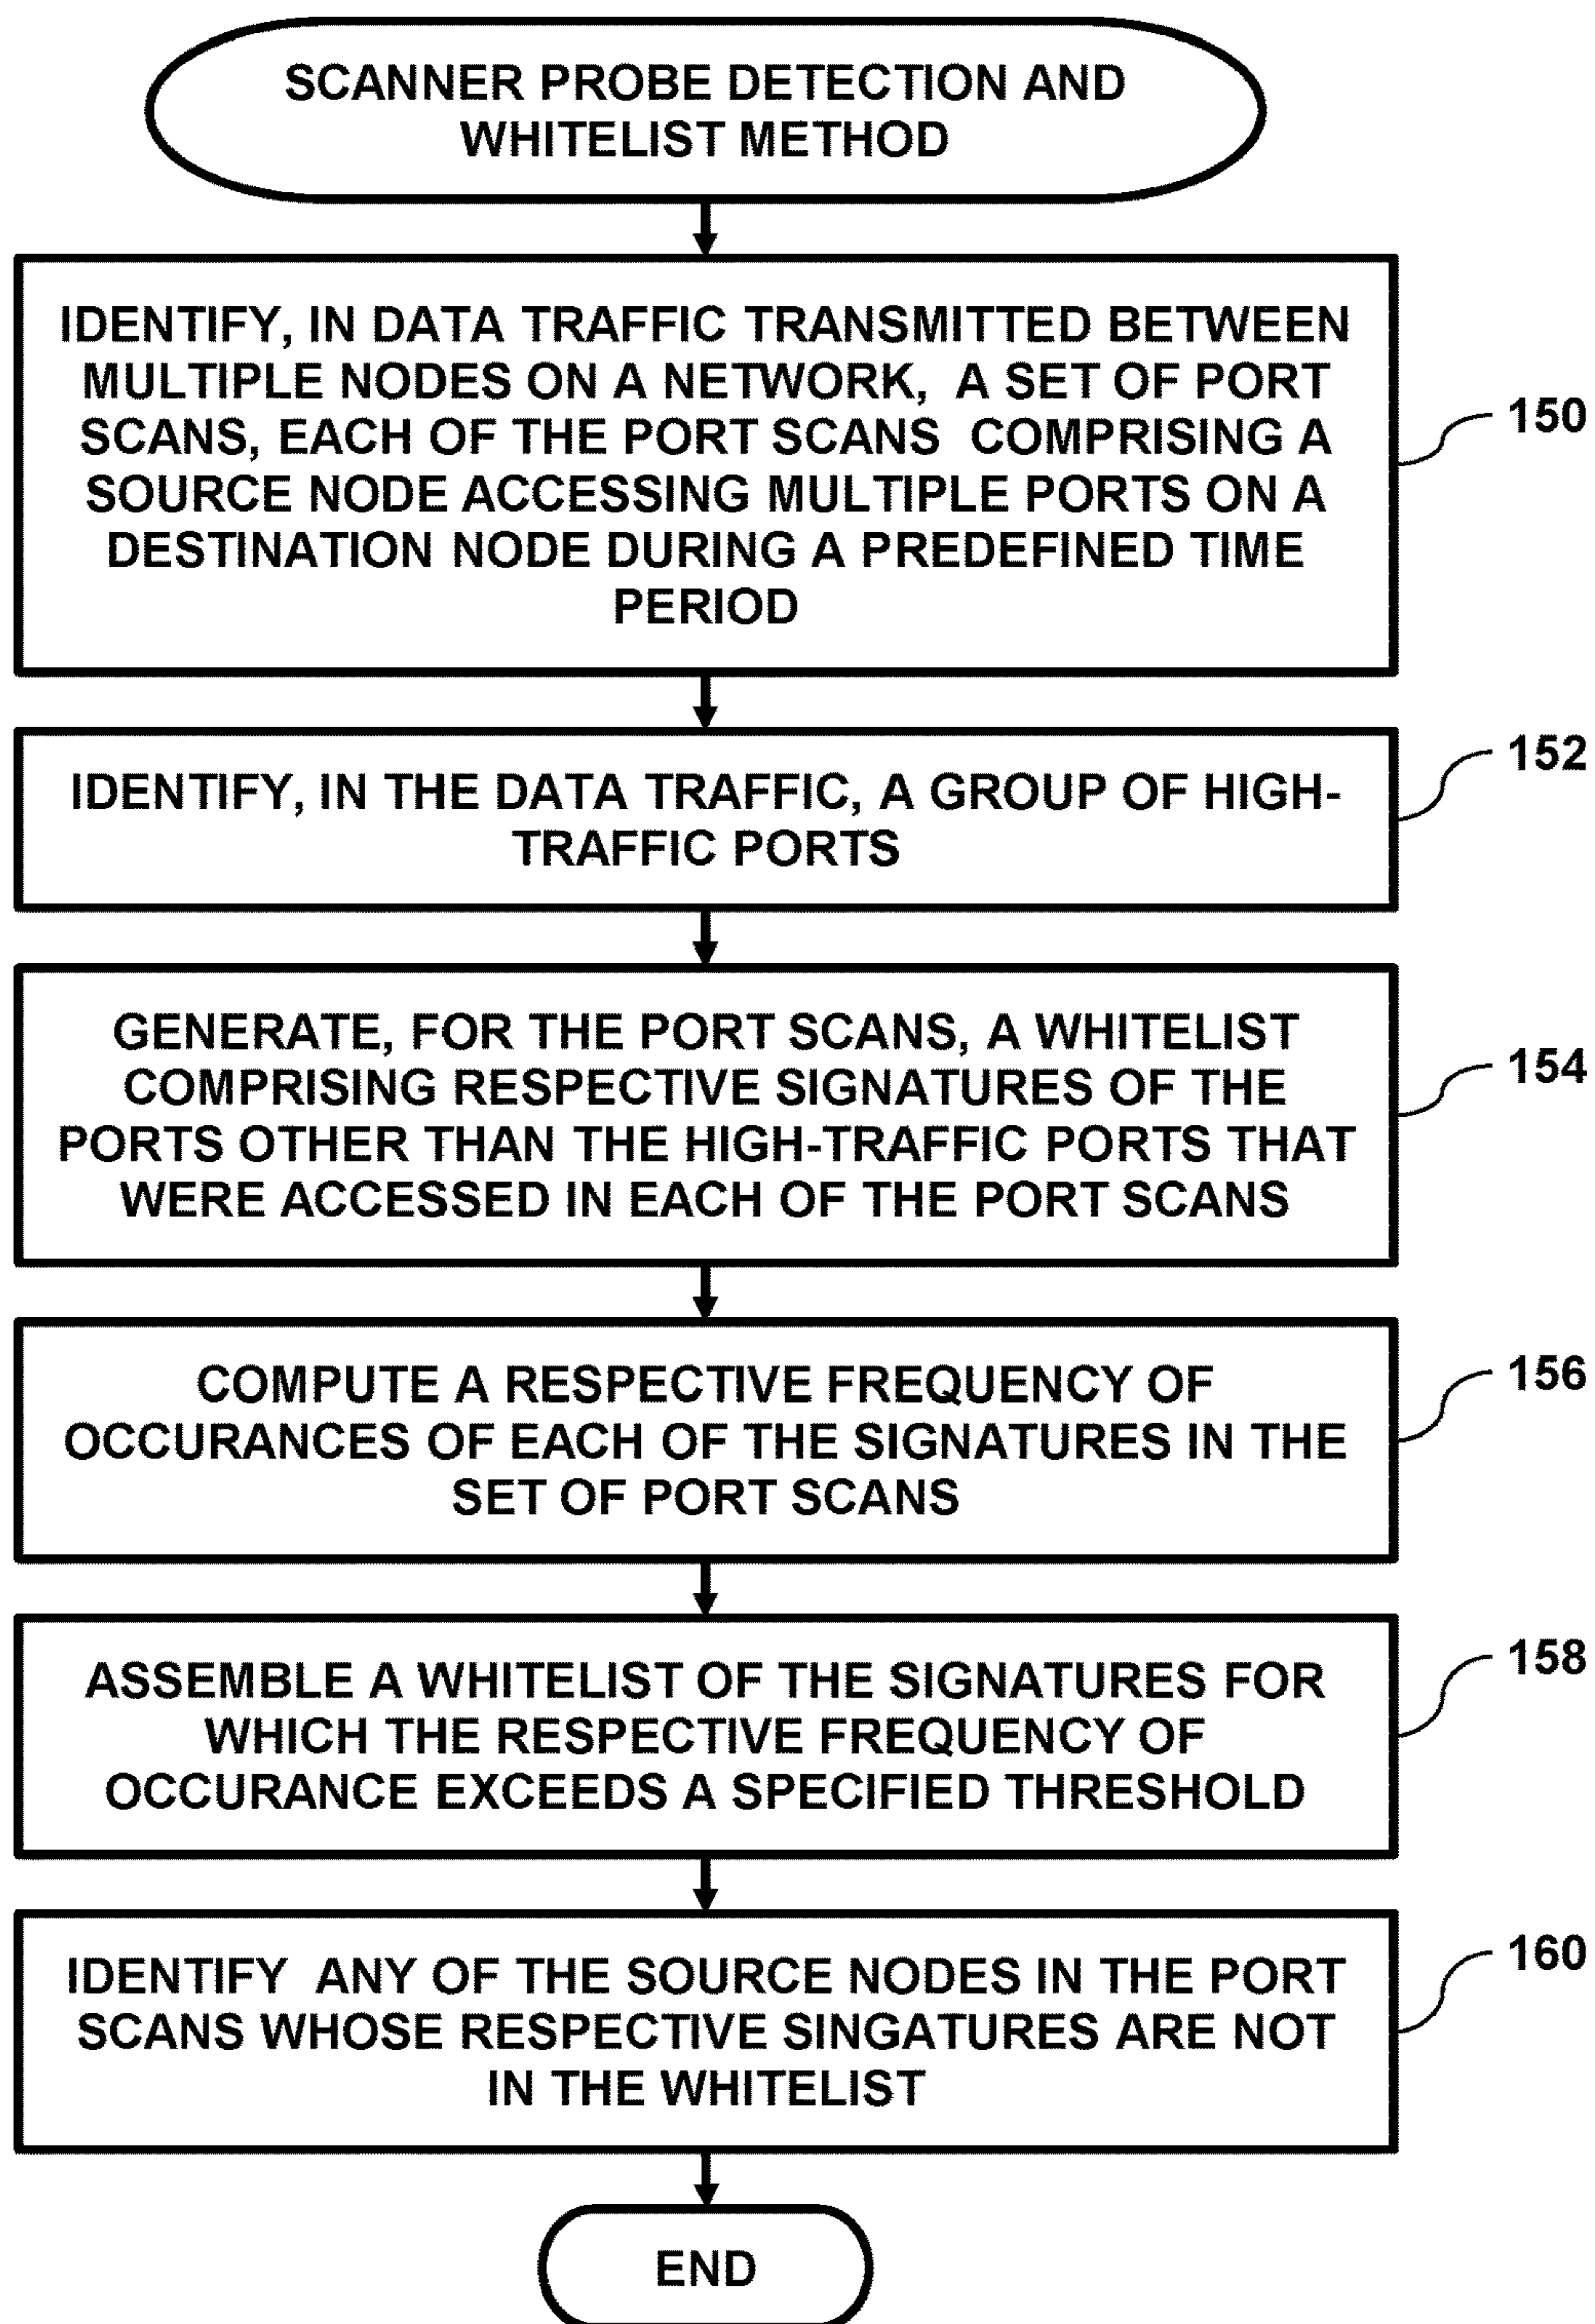 SCANNER PROBE DETECTION AND
WHITELIST METHOD
IDENTIFY, IN DATA TRAFFIC TRANSMITTED BETWEEN
MULTIPLE NODES ON A NETWORK, A SET OF PORT
SCANS, EACH OF THE PORT SCANS COMPRISING A
SOURCE NODE ACCESSING MULTIPLE PORTS ON A
DESTINATION NODE DURING A PREDEFINED TIME
PERIOD
150
IDENTIFY, IN THE DATA TRAFFIC, A GROUP OF HIGH-
TRAFFIC PORTS
152
GENERATE, FOR THE PORT SCANS, A WHITELIST
COMPRISING RESPECTIVE SIGNATURES OF THE
PORTS OTHER THAN THE HIGH-TRAFFIC PORTS THAT
WERE ACCESSED IN EACH OF THE PORT SCANS
154
COMPUTE A RESPECTIVE FREQUENCY OF
OCCURANCES OF EACH OF THE SIGNATURES IN THE
SET OF PORT SCANS
156
ASSEMBLE A WHITELIST OF THE SIGNATURES FOR
WHICH THE RESPECTIVE FREQUENCY OF
OCCURANCE EXCEEDS A SPECIFIED THRESHOLD
158
IDENTIFY ANY OF THE SOURCE NODES IN THE PORT
SCANS WHOSE RESPECTIVE SINGATURES ARE NOT
IN THE WHITELIST
160
END